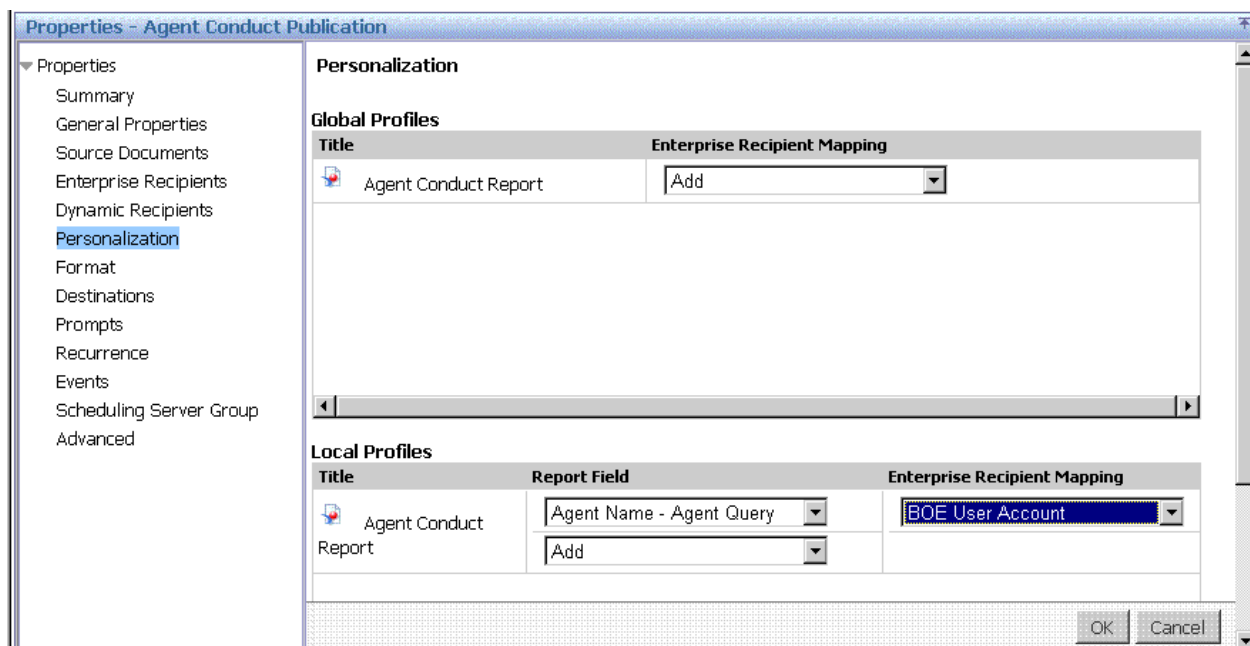 Properties - Agent Conduct Publication
Properties
Summary
General Properties
Source Documents
Enterprise Recipients
Dynamic Recipients
Personalization
Format
Destinations
Prompts
Recurrence
Events
Scheduling Server Group
Advanced
Personalization
Global Profiles
Title Enterprise Recipient Mapping
Agent Conduct Report Add
Local Profiles
Title Report Field Enterprise Recipient Mapping
Agent Conduct Agent Name - Agent Query BOE User Account
Report Add
OK Cancel